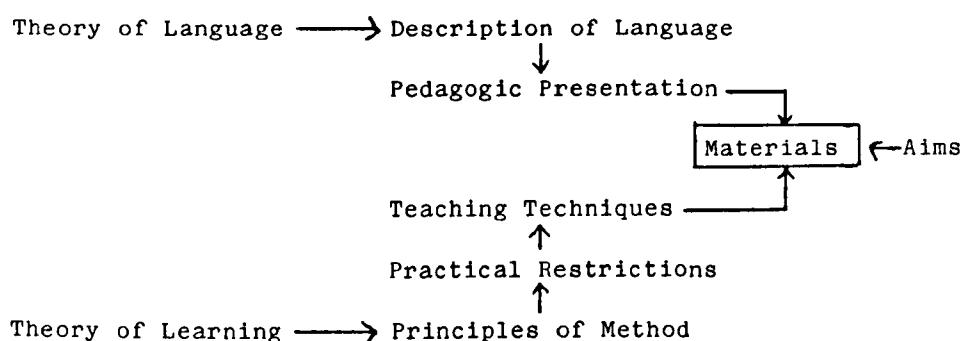 Theory of Language Description of Language
Pedagogic Presentation
Materials Aims
Teaching Techniques
Practical Restrictions
Theory of Learning Principles of Method